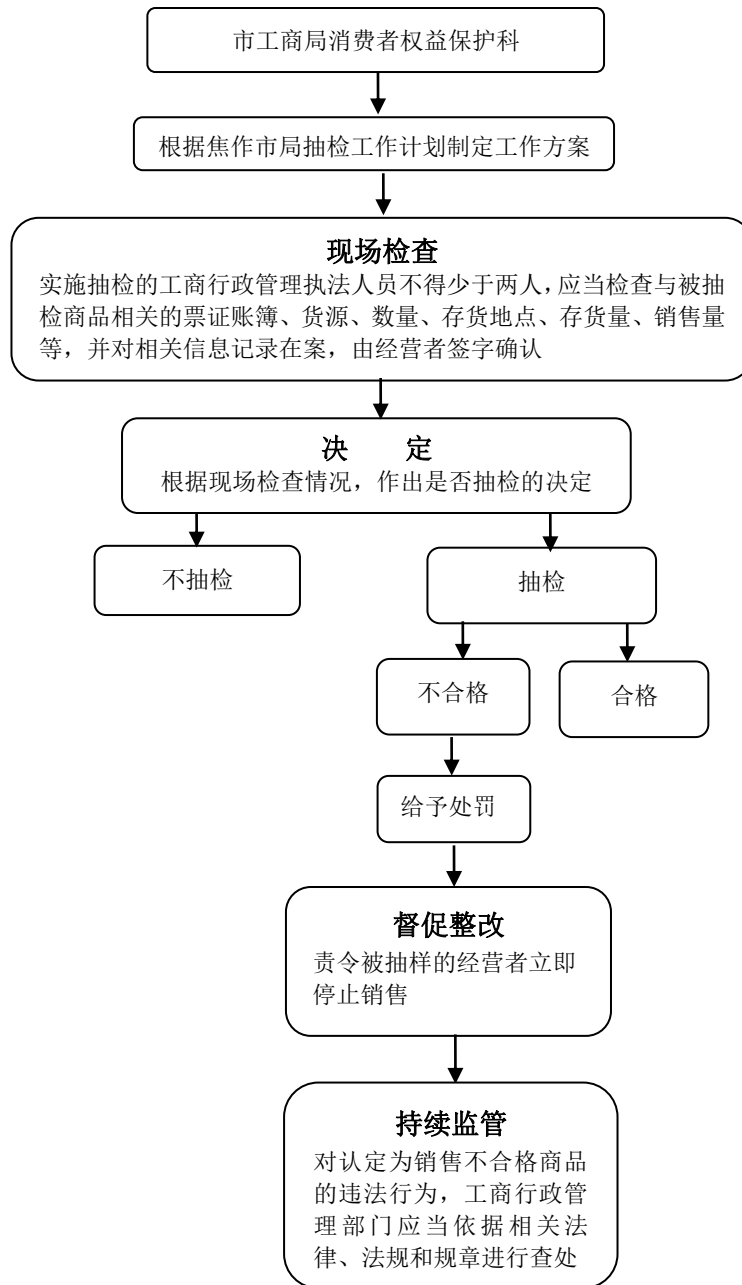 市工商局消费者权益保护科
根据焦作市局抽检工作计划制定工作方案
现场检查
实施抽检的工商行政管理执法人员不得少于两人，应当检查与被抽
检商品相关的票证账簿、货源、数量、存货地点、存货量、销售量
等，并对相关信息记录在案，由经营者签字确认
决 定
根据现场检查情况，作出是否抽检的决定
不抽检
抽检
不合格
合格
给予处罚
督促整改
责令被抽样的经营者立即
停止销售
持续监管
对认定为销售不合格商品
的违法行为，工商行政管
理部门应当依据相关法
律、法规和规章进行查处